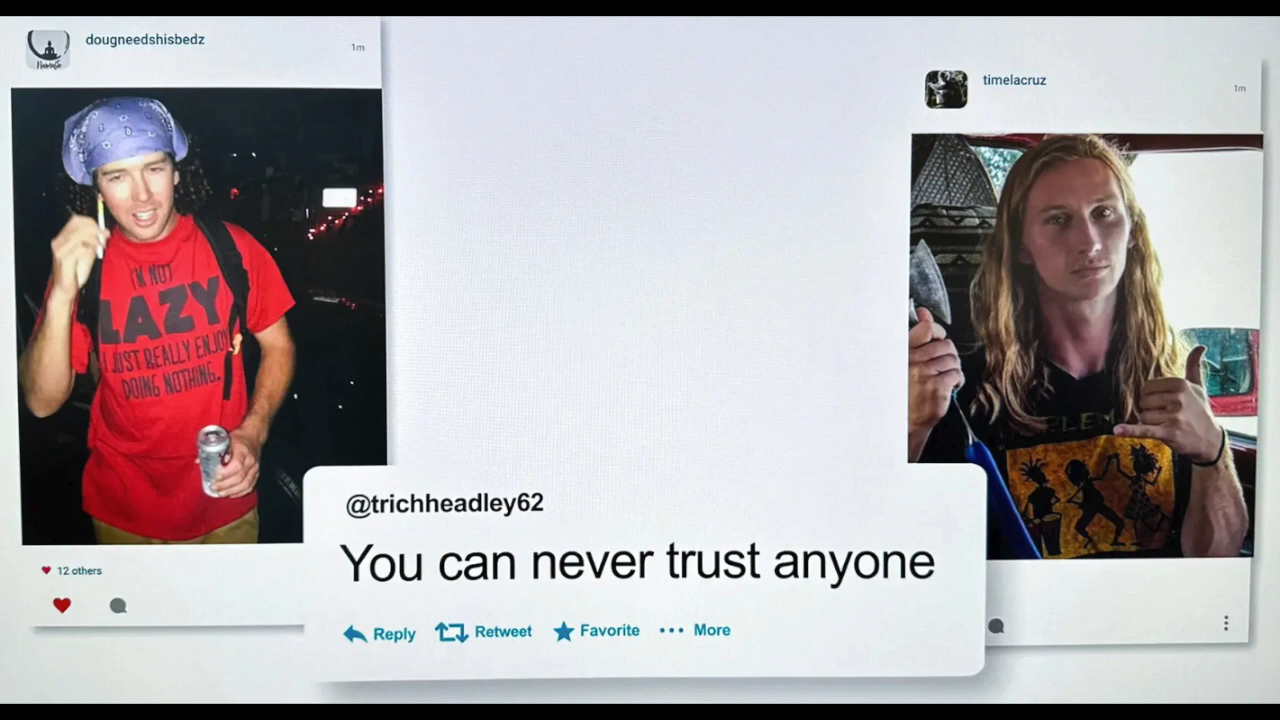 dougneedshisbedz
1m
Namaste
I'M NOT
LAZY
I JUST REALLY ENJOY
DOING NOTHING.
12 others
timelacruz
1m
@trichheadley62
You can never trust anyone
Reply Retweet Favorite More